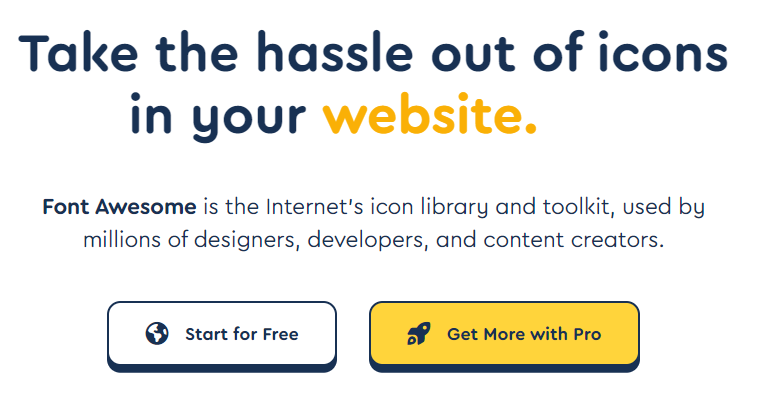 Take the hassle out of icons
in your website.
Font Awesome is the Internet's icon library and toolkit, used by
millions of designers, developers, and content creators.
Start for Free
Get More with Pro